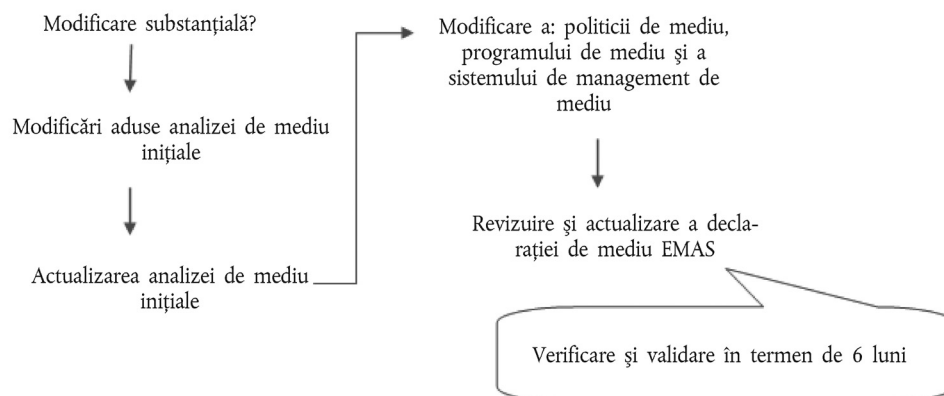 Modificare substanțială?
Modificări aduse analizei de mediu
inițiale
Actualizarea analizei de mediu
inițiale
Modificare a: politicii de mediu,
programului de mediu şi a
sistemului de management de
mediu
Revizuire şi actualizare a decla-
rației de mediu EMAS
Verificare şi validare în termen de 6 luni